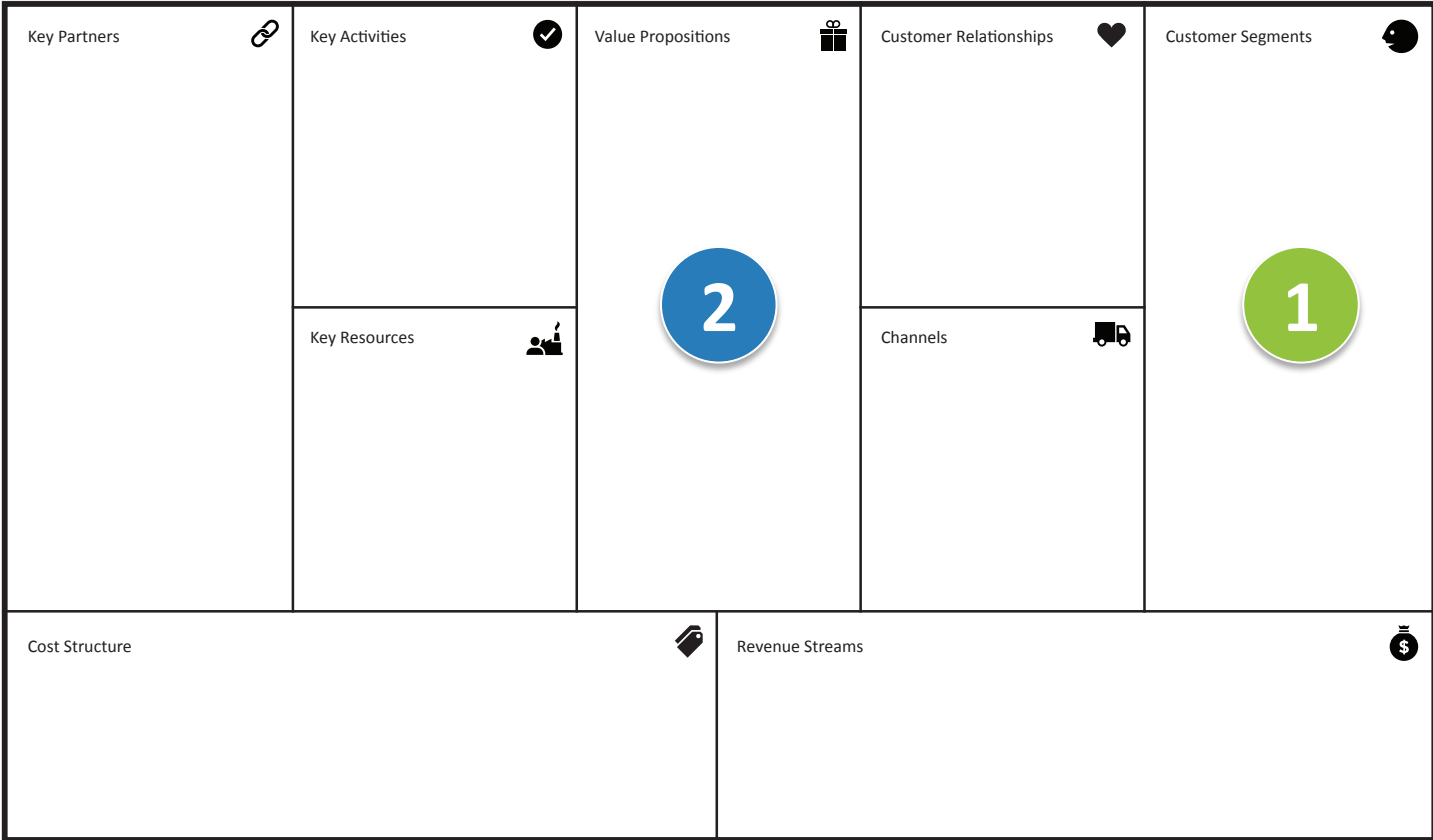 Key Partners
Key Activities
Value Propositions
Customer Relationships
Customer Segments
2
1
Key Resources
Channels
Cost Structure
Revenue Streams
$